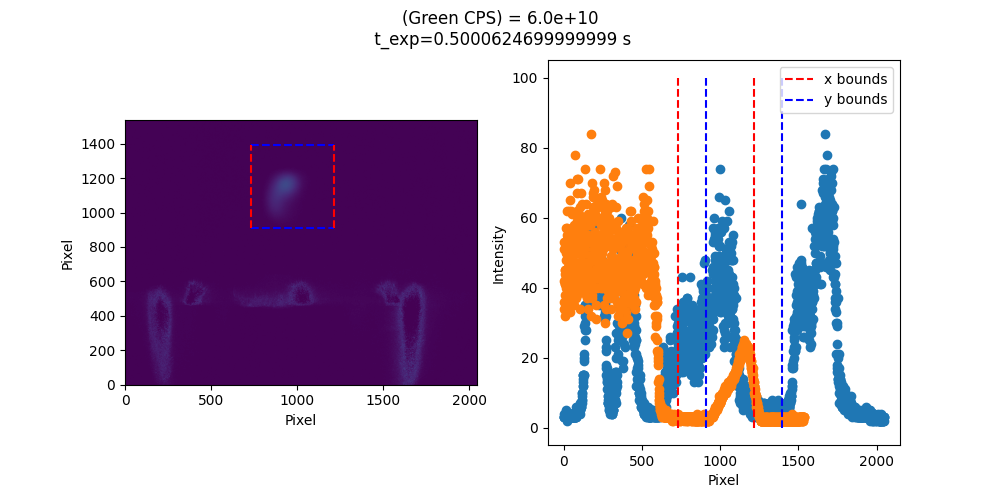 (Green CPS) = 6.0e+10
t_exp=0.5000624699999999 s
1400
1200
1000
800
600
400
200
0
Pixel
0 500 1000 1500 2000
Pixel
100
80
60
40
20
0
Intensity
0 500 1000 1500 2000
Pixel
x bounds
y bounds